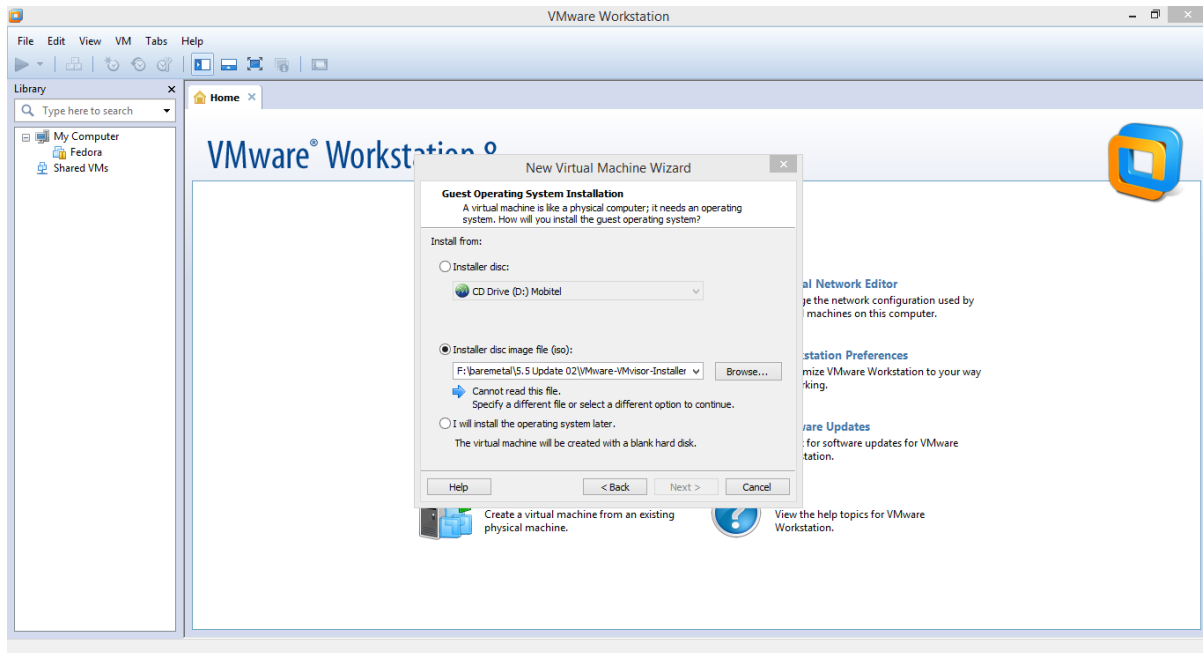 VMware Workstation
File Edit View VM Tabs Help
Library
Type here to search
My Computer
Fedora
Shared VMs
Home
VMware® Workstation 8
New Virtual Machine Wizard
Guest Operating System Installation
A virtual machine is like a physical computer; it needs an operating
system. How will you install the guest operating system?
Install from:
Installer disc:
CD Drive (D:) Mobitel
Installer disc image file (iso):
F:\baremetal\5.5 Update 02\VMware-VMvisor-Installer
Browse...
Cannot read this file.
Specify a different file or select a different option to continue.
I will install the operating system later.
The virtual machine will be created with a blank hard disk.
Help < Back Next > Cancel
al Network Editor
ge the network configuration used by
machines on this computer.
kstation Preferences
mize VMware Workstation to your way
rking.
vare Updates
for software updates for VMware
station.
Create a virtual machine from an existing
physical machine.
View the help topics for VMware
Workstation.